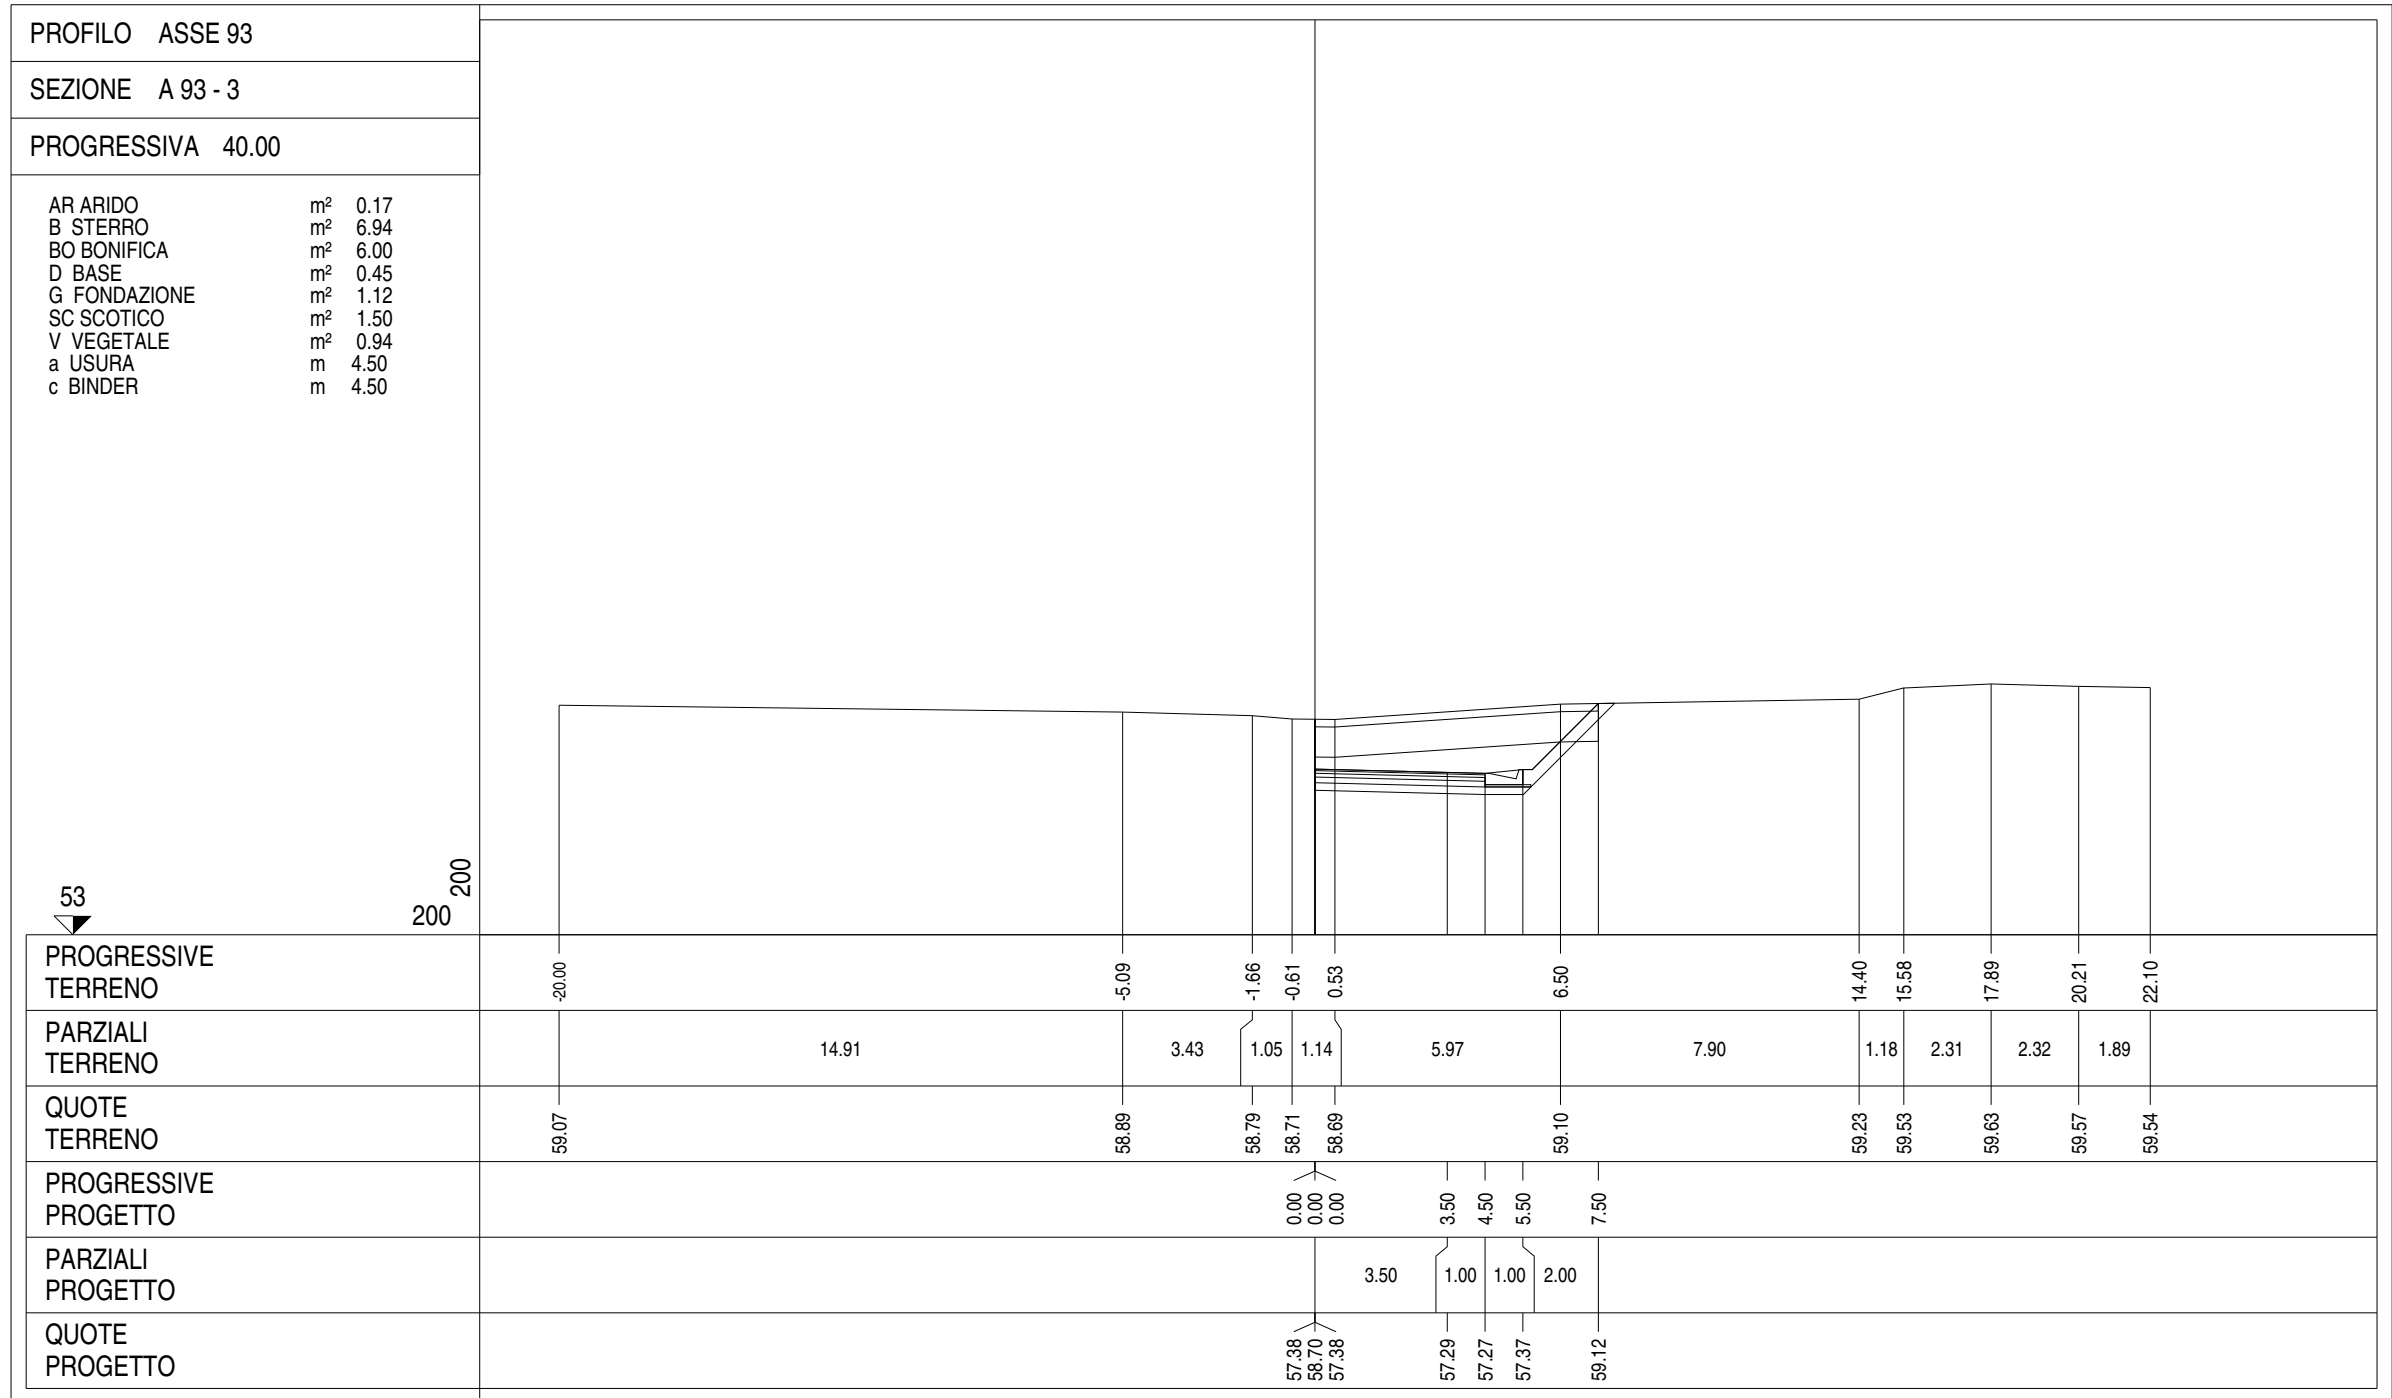 PROFILO ASSE 93
SEZIONE A 93 - 3
PROGRESSIVA 40.00
AR ARIDO m² 0.17
B STERRO m² 6.94
BO BONIFICA m² 6.00
D BASE m² 0.45
G FONDAZIONE m² 1.12
SC SCOTICO m² 1.50
V VEGETALE m² 0.94
a USURA m 4.50
c BINDER m 4.50
200
53
200
PROGRESSIVE
TERRENO
-20.00 -5.09 -1.66 -0.61 0.53 6.50 14.40 15.58 17.89 20.21 22.10
PARZIALI
TERRENO
14.91 3.43 1.05 1.14 5.97 7.90 1.18 2.31 2.32 1.89
QUOTE
TERRENO
59.07 58.89 58.79 58.71 58.69 59.10 59.23 59.53 59.63 59.57 59.54
PROGRESSIVE
PROGETTO
0.00 0.00 0.00 3.50 4.50 5.50 7.50
PARZIALI
PROGETTO
3.50 1.00 1.00 2.00
QUOTE
PROGETTO
57.38 58.70 57.38 57.29 57.27 57.37 59.12